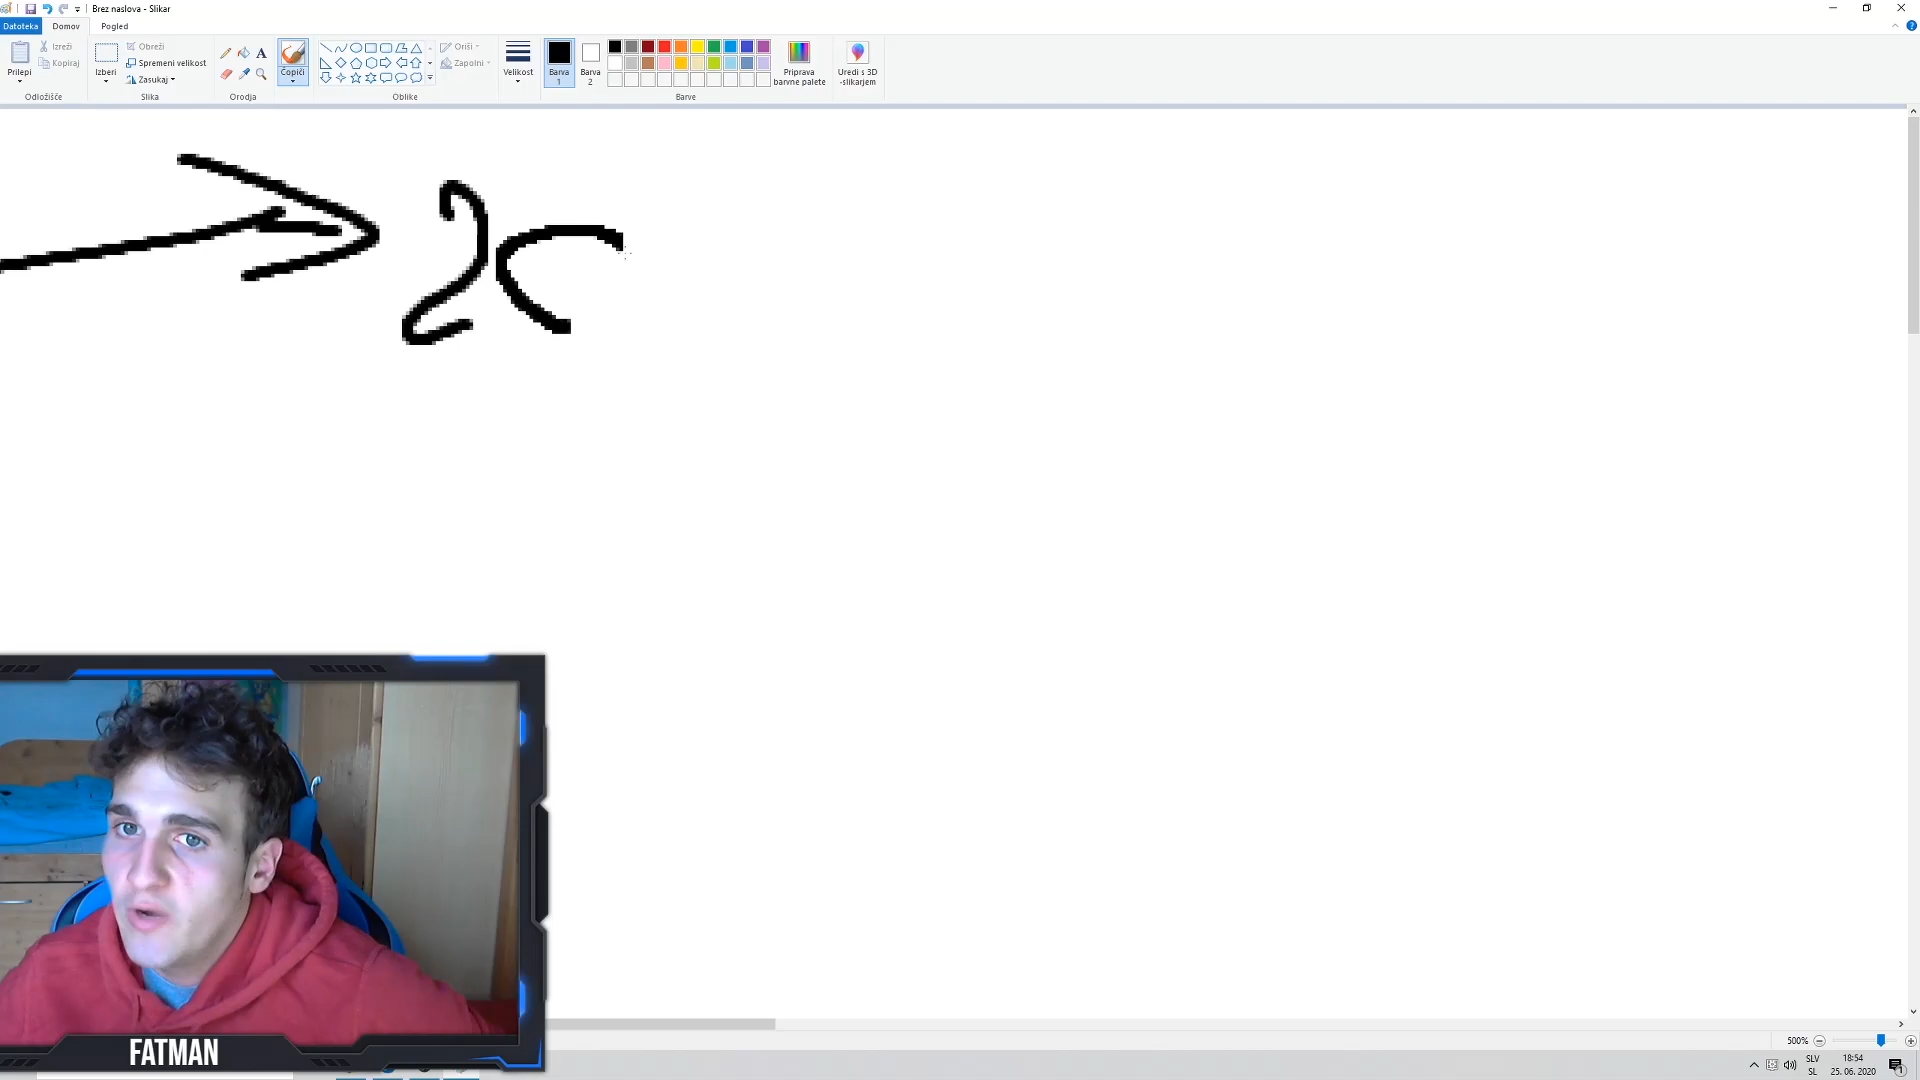 Brez naslova - Slikar
Datoteka Domov Pogled
Prilepi
Izreži
Kopiraj
Odložišče
Izberi
Obreži
Spremeni velikost
Zasukaj
Slika
A
Orodja
Čopiči
Oriši
Zapolni
Oblike
Velikost
Barva
1
Barva
2
Priprava
barvne palete
Barve
Uredi s 3D
-slikarjem
2
FATMAN
500%
SLV
SL
18:54
25. 06. 2020